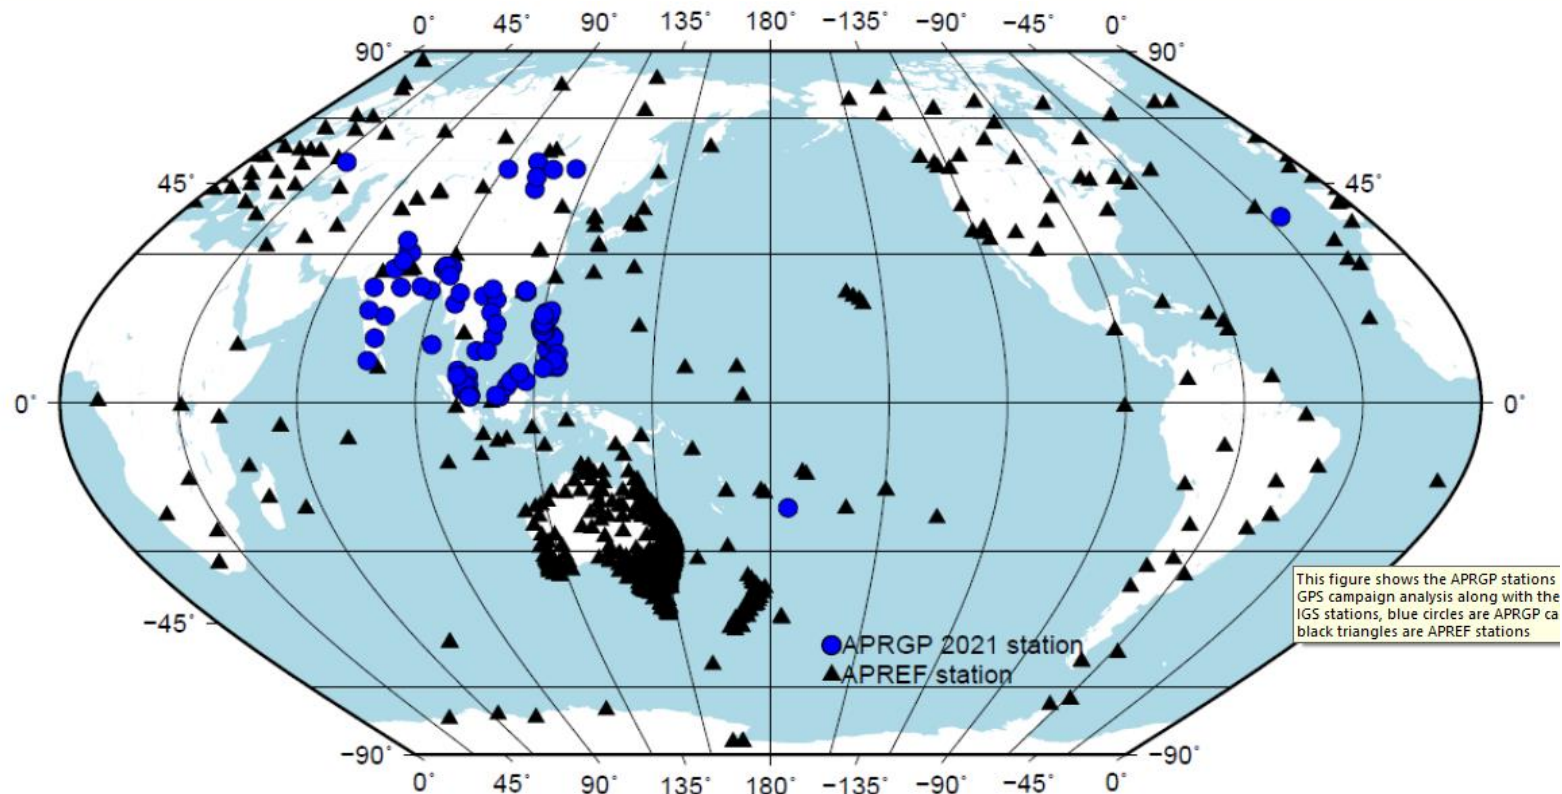 0° 45° 90° 135° 180° −135° −90° −45° 0°
90° 90°
45° 45°
0° 0°
This figure shows the APRGP stations
GPS campaign analysis along with the
IGS stations, blue circles are APRGP ca
black triangles are APREF stations
−45°
APRGP 2021 station
APREF station
−90° −90°
0° 45° 90° 135° 180° −135° −90° −45° 0°